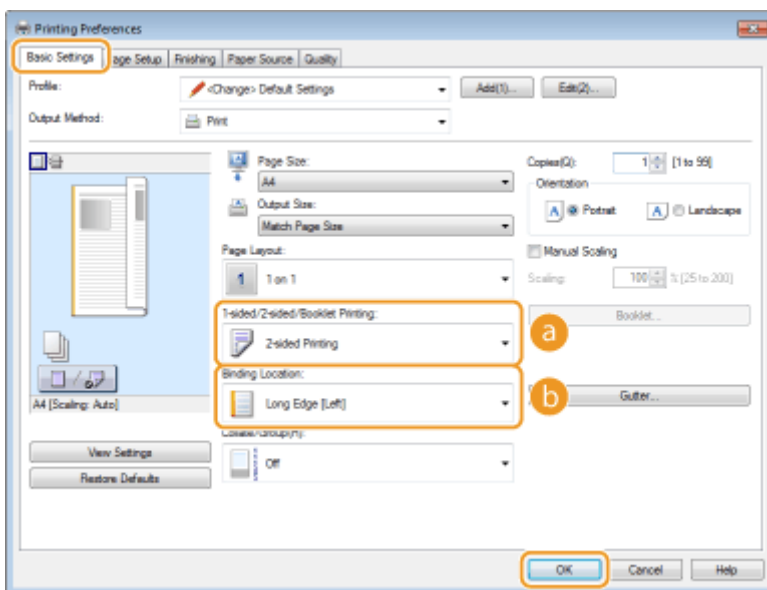 Printing Preferences
Basic Settings age Setup Finishing Paper Source Quality
Profile: <Change> Default Settings Add(1)... Edit(2)...
Output Method: Print
Page Size: Copies(Q): 1 [1 to 99]
A4 Orientation
Output Size: A Portrait A Landscape
Match Page Size
Page Layout: Manual Scaling
1 1 on 1 Scaling: 100 % [25 to 200]
1-sided/2-sided/Booklet Printing: Booklet...
2-sided Printing a
Binding Location:
Long Edge [Left] b Gutter...
A4 [Scaling: Auto]
Collate/Group(H):
View Settings Off
Restore Defaults
OK Cancel Help